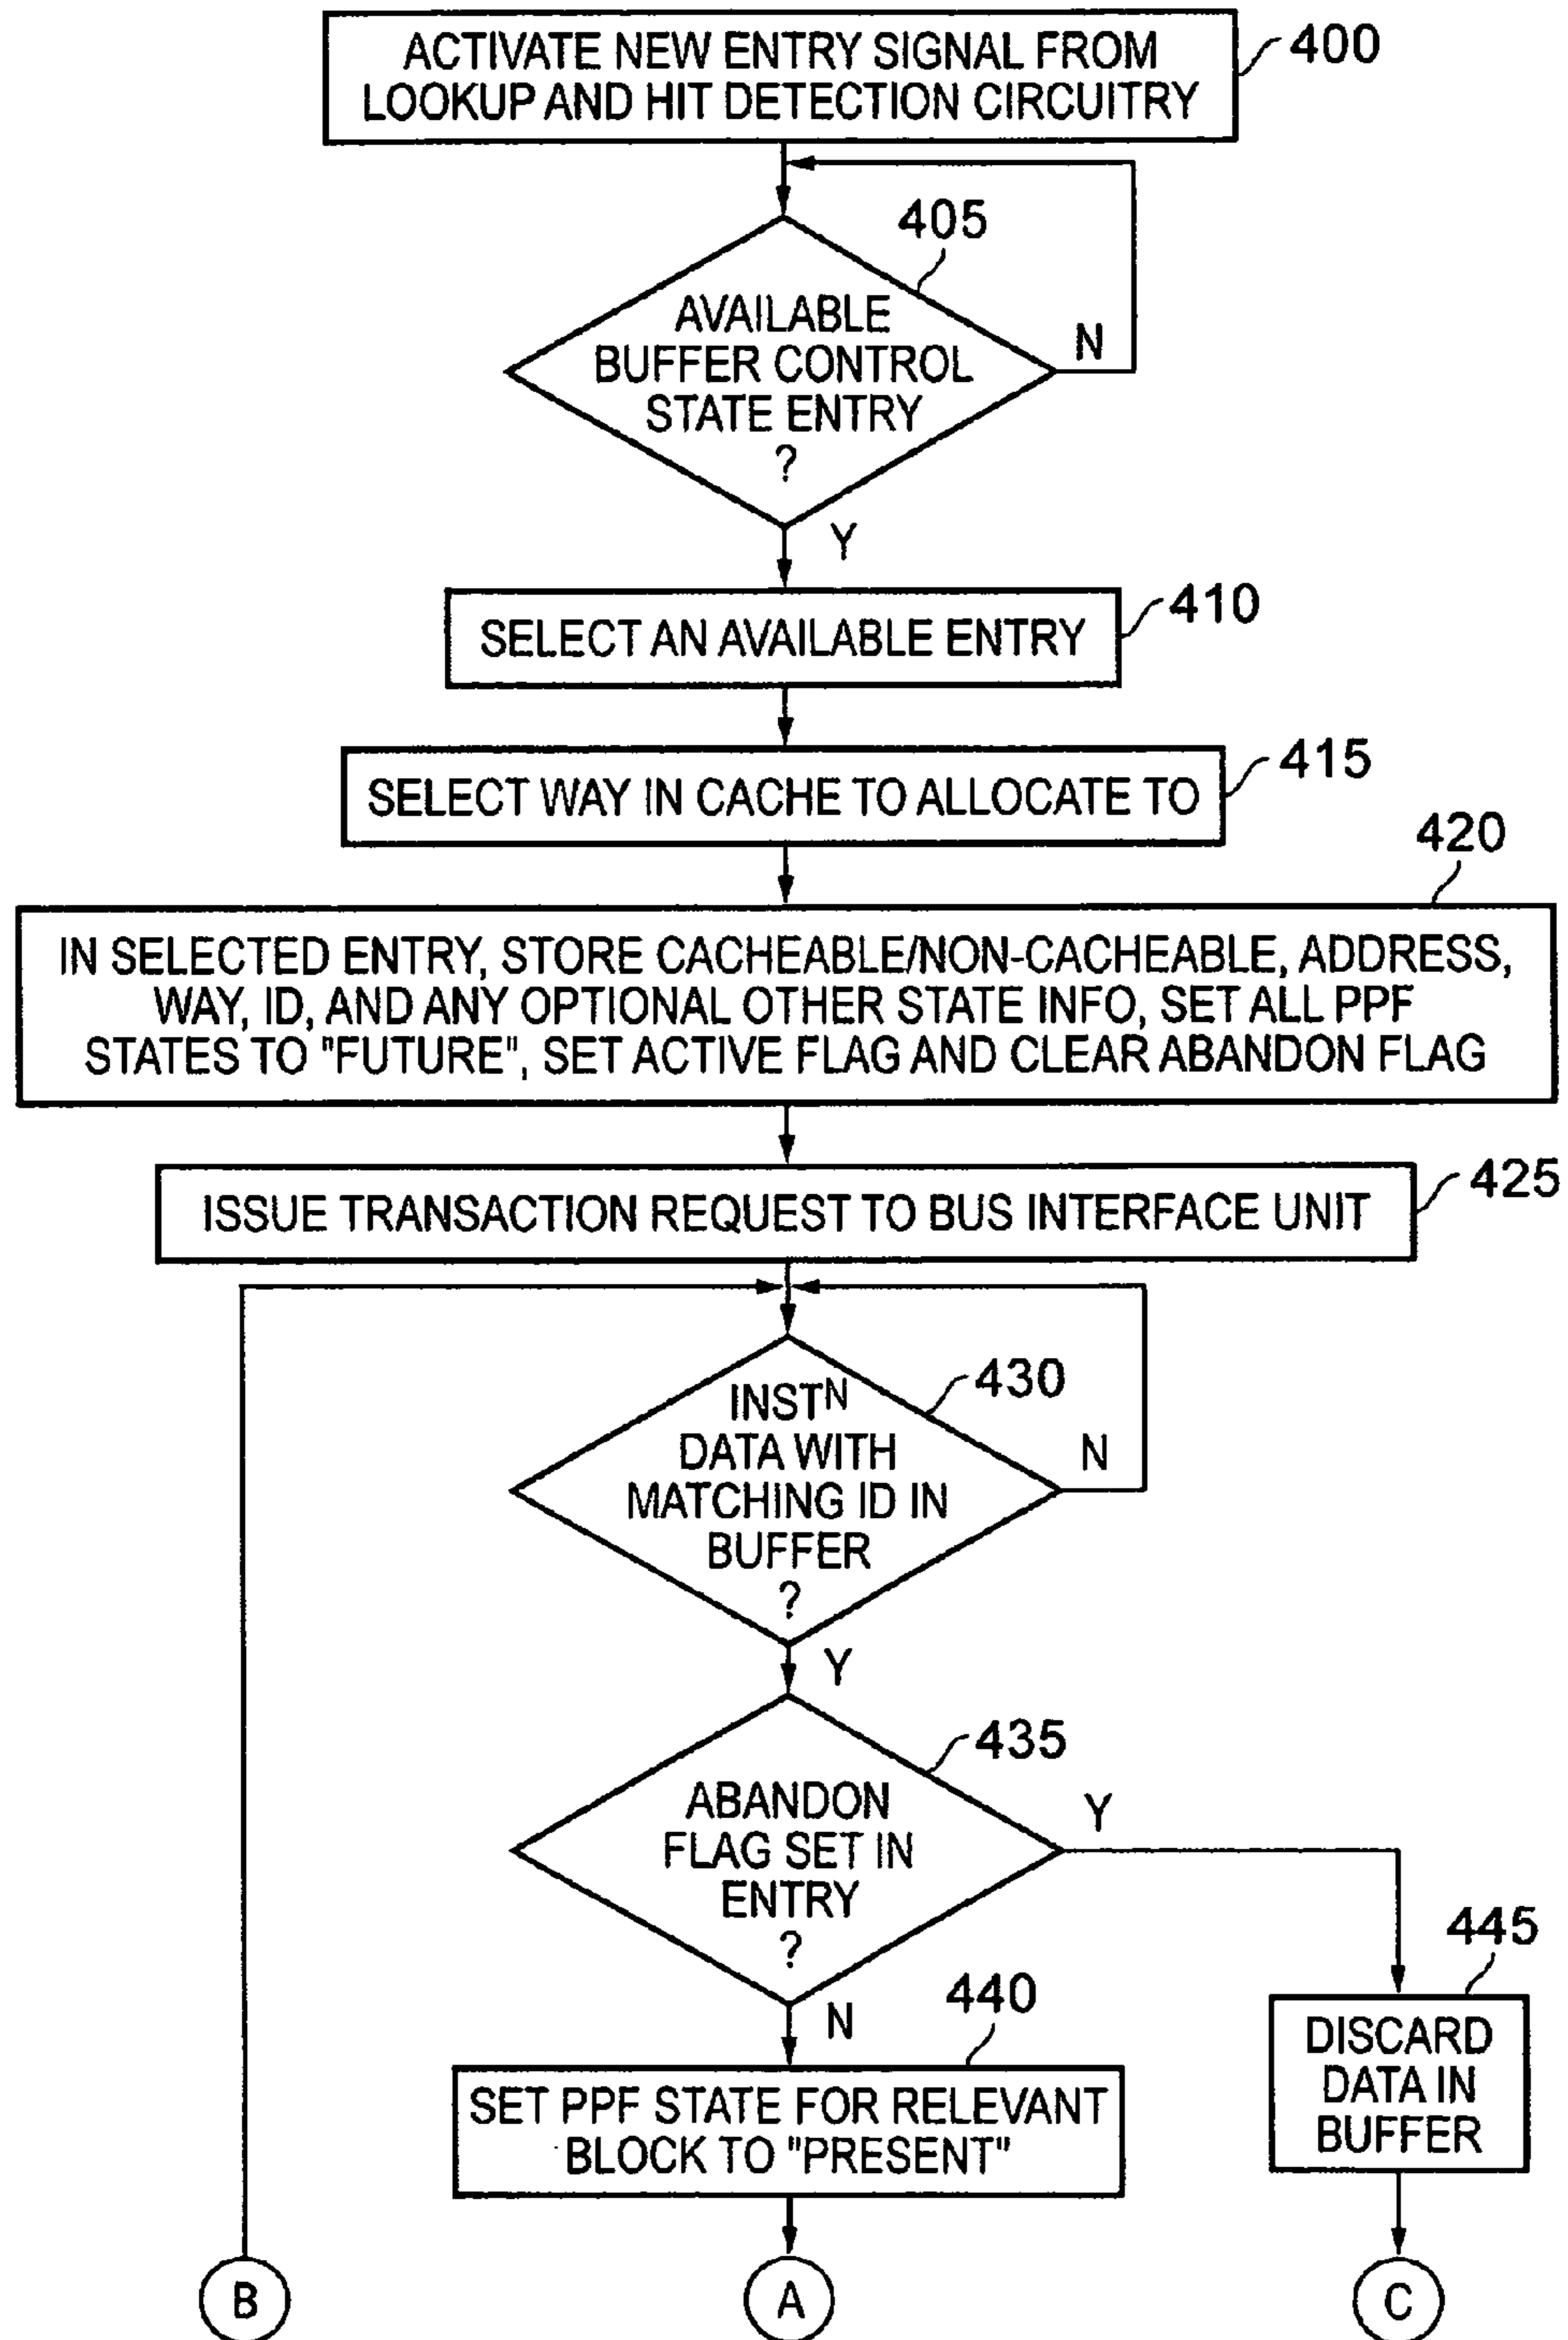 ACTIVATE NEW ENTRY SIGNAL FROM
LOOKUP AND HIT DETECTION CIRCUITRY
400
405
AVAILABLE
BUFFER CONTROL
STATE ENTRY
?
N
Y
SELECT AN AVAILABLE ENTRY
410
SELECT WAY IN CACHE TO ALLOCATE TO
415
420
IN SELECTED ENTRY, STORE CACHEABLE/NON-CACHEABLE, ADDRESS,
WAY, ID, AND ANY OPTIONAL OTHER STATE INFO, SET ALL PPF
STATES TO "FUTURE", SET ACTIVE FLAG AND CLEAR ABANDON FLAG
ISSUE TRANSACTION REQUEST TO BUS INTERFACE UNIT
425
430
INSTᴺ
DATA WITH
MATCHING ID IN
BUFFER
?
N
Y
435
ABANDON
FLAG SET IN
ENTRY
?
Y
N
440
SET PPF STATE FOR RELEVANT
BLOCK TO "PRESENT"
445
DISCARD
DATA IN
BUFFER
B
A
C